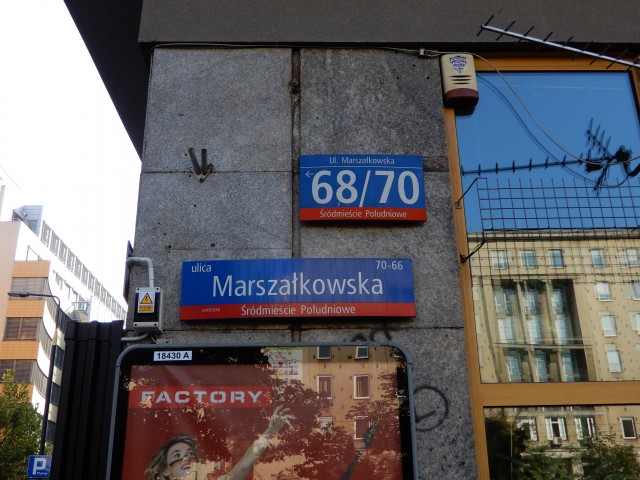 Ul. Marszałkowska
← 68/70
Śródmieście Południowe
ulica 70-66
Marszałkowska
Śródmieście Południowe
18430 A
FACTORY
P